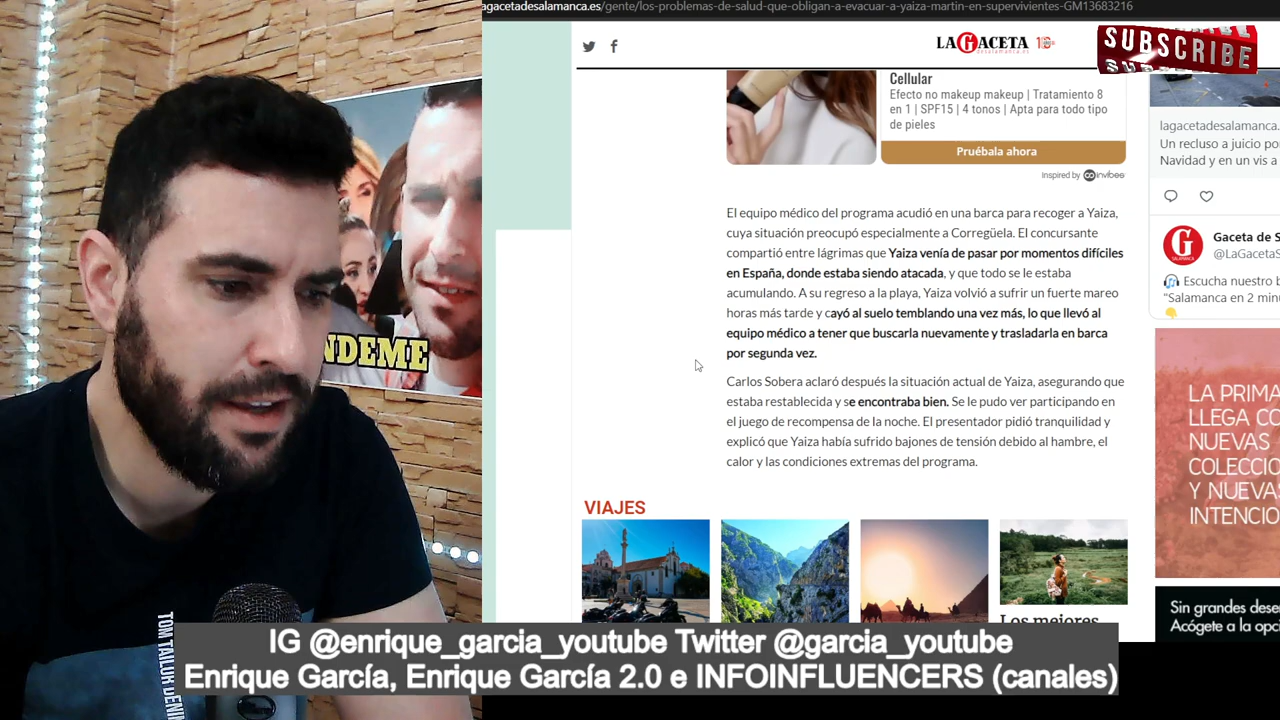 lagacetadesalamanca.es/gente/los-problemas-de-salud-que-obligan-a-evacuar-a-yaiza-martin-en-supervivientes-GM13683216
LA GACETA
SUBSCRIBE
Cellular
Efecto no makeup makeup | Tratamiento 8
en 1 | SPF15 | 4 tonos | Apta para todo tipo
de pieles
Pruébala ahora
Inspired by invibes
El equipo médico del programa acudió en una barca para recoger a Yaiza,
cuya situación preocupó especialmente a Corregüela. El concursante
compartió entre lágrimas que Yaiza venía de pasar por momentos difíciles
en España, donde estaba siendo atacada, y que todo se le estaba
acumulando. A su regreso a la playa, Yaiza volvió a sufrir un fuerte mareo
horas más tarde y cayó al suelo temblando una vez más, lo que llevó al
equipo médico a tener que buscarla nuevamente y trasladarla en barca
por segunda vez.
Carlos Sobera aclaró después la situación actual de Yaiza, asegurando que
estaba restablecida y se encontraba bien. Se le pudo ver participando en
el juego de recompensa de la noche. El presentador pidió tranquilidad y
explicó que Yaiza había sufrido bajones de tensión debido al hambre, el
calor y las condiciones extremas del programa.
VIAJES
Los mejores
lagacetadesalamanca.
Un recluso a juicio po
Navidad y en un vis a
G
SALAMANCA
Gaceta de S
@LaGacetaS
Escucha nuestro b
"Salamanca en 2 minu
LA PRIMA
LLEGA CO
NUEVAS
COLECCIO
Y NUEVAS
INTENCIO
Sin grandes dese
Acógete a la opci
NDEME
TOM TAILOR DENIM
IG @enrique_garcia_youtube Twitter @garcia_youtube
Enrique García, Enrique García 2.0 e INFOINFLUENCERS (canales)